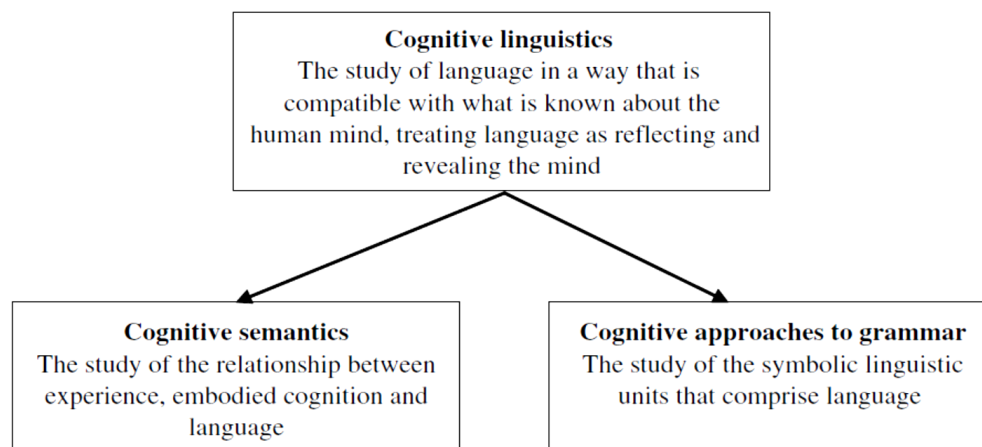 Cognitive linguistics
The study of language in a way that is
compatible with what is known about the
human mind, treating language as reflecting and
revealing the mind
Cognitive semantics
The study of the relationship between
experience, embodied cognition and
language
Cognitive approaches to grammar
The study of the symbolic linguistic
units that comprise language